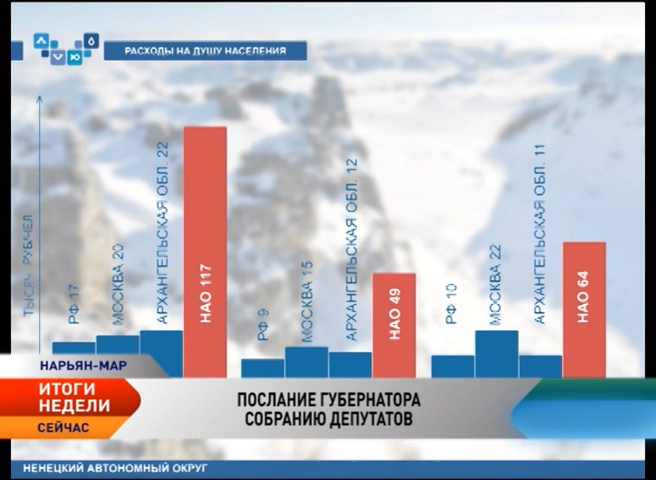 РАСХОДЫ НА ДУШУ НАСЕЛЕНИЯ
ТЫСЯЧ РУБ/ЧЕЛ
РФ 17
МОСКВА 20
АРХАНГЕЛЬСКАЯ ОБЛ. 22
НАО 117
РФ 9
МОСКВА 15
АРХАНГЕЛЬСКАЯ ОБЛ. 12
НАО 49
РФ 10
МОСКВА 22
АРХАНГЕЛЬСКАЯ ОБЛ. 11
НАО 64
НАРЬЯН-МАР
ИТОГИ
НЕДЕЛИ
СЕЙЧАС
ПОСЛАНИЕ ГУБЕРНАТОРА
СОБРАНИЮ ДЕПУТАТОВ
НЕНЕЦКИЙ АВТОНОМНЫЙ ОКРУГ